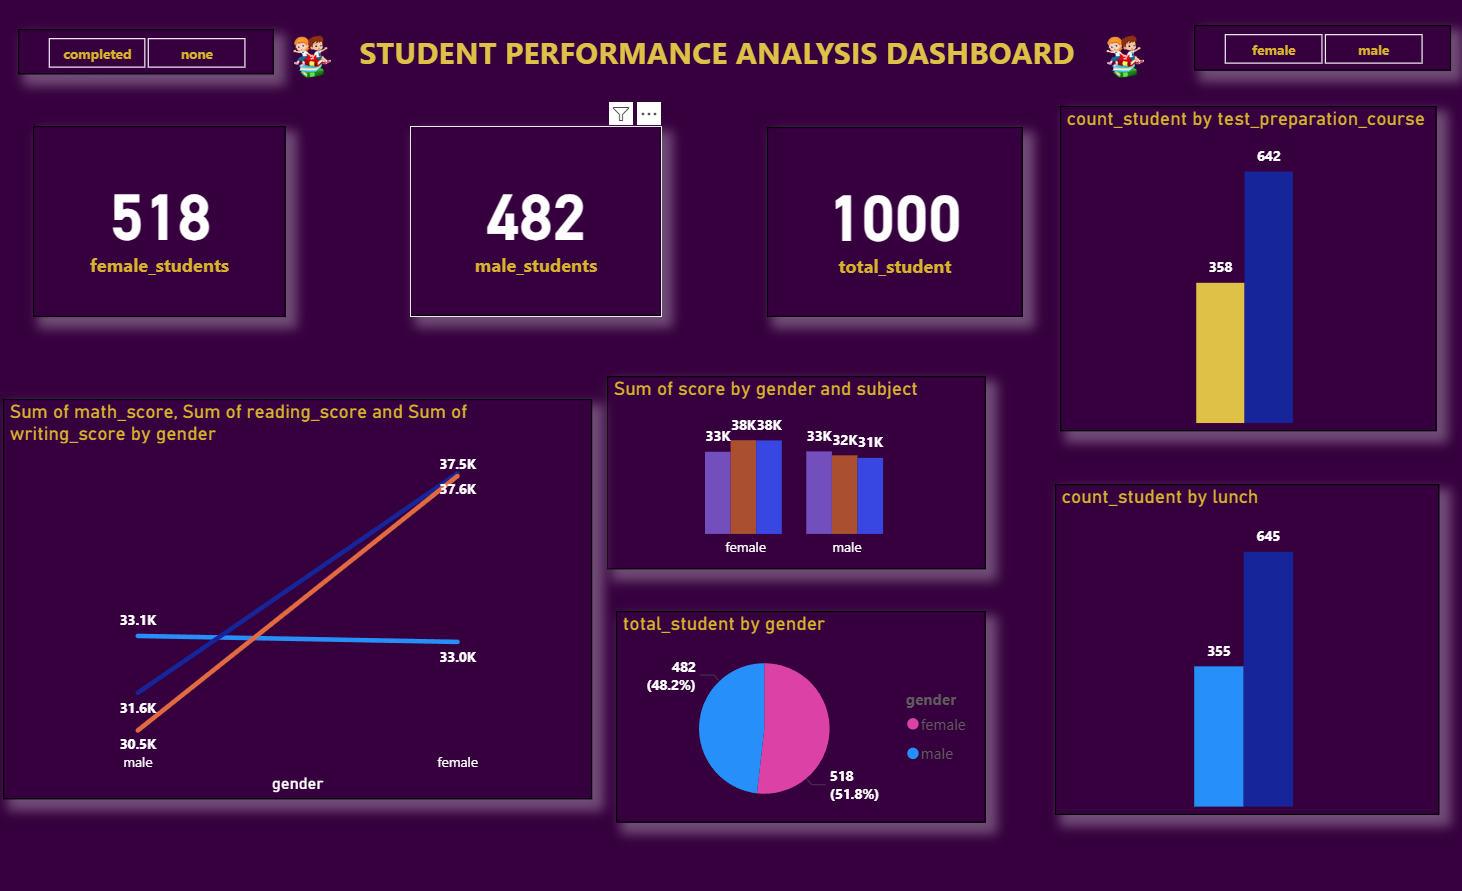 completed
none
STUDENT PERFORMANCE ANALYSIS DASHBOARD
female
male
518
female_students
482
male_students
1000
total_student
count_student by test_preparation_course
642
358
Sum of math_score, Sum of reading_score and Sum of
writing_score by gender
37.5K
37.6K
33.1K
33.0K
31.6K
30.5K
male
female
gender
Sum of score by gender and subject
33K
38K
38K
33K
32K
31K
female
male
total_student by gender
482
(48.2%)
518
(51.8%)
gender
female
male
count_student by lunch
645
355